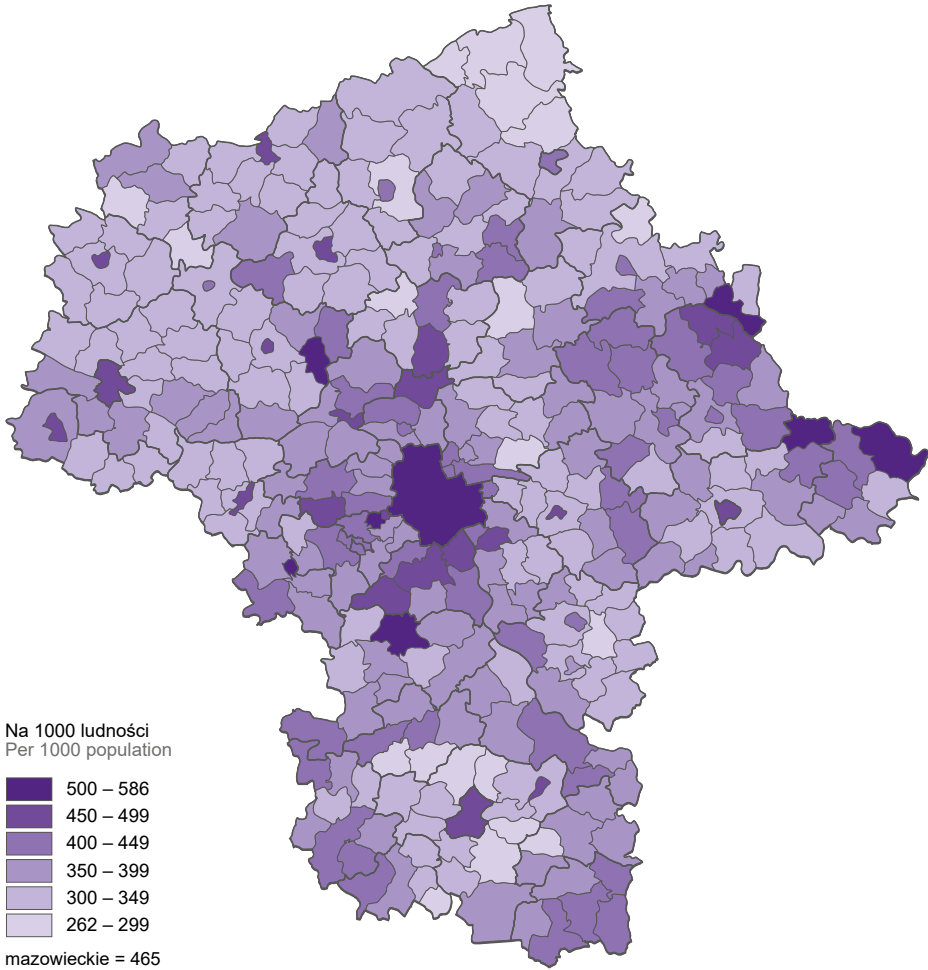 Na 1000 ludności
Per 1000 population
500 – 586
450 – 499
400 – 449
350 – 399
300 – 349
262 – 299
mazowieckie = 465